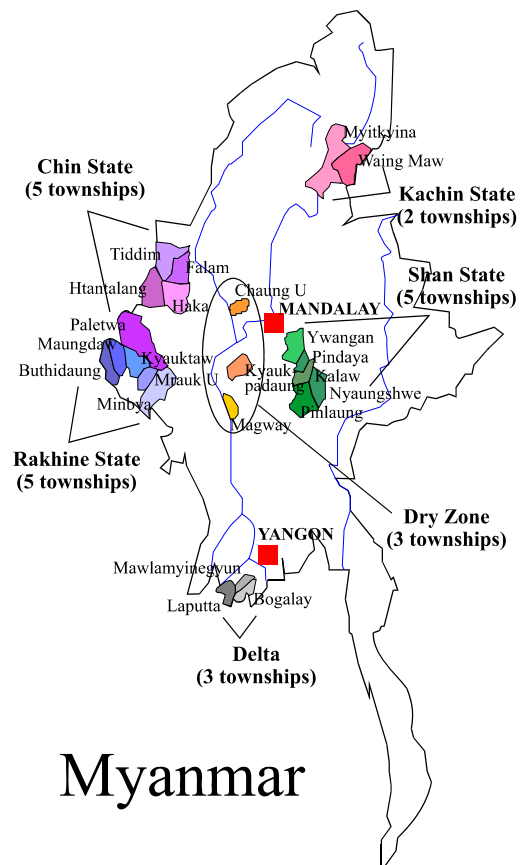 Myitkyina
Waing Maw
Chin State
(5 townships)
Kachin State
(2 townships)
Tiddim
Falam
Shan State
(5 townships)
Htantalang
Chaung U
Haka
MANDALAY
Paletwa
Ywangan
Maungdaw
Kyauktaw
Pindaya
Buthidaung
Mrauk U
Kyauk-
padaung
Kalaw
Nyaungshwe
Minbya
Magway
Pinlaung
Rakhine State
(5 townships)
Dry Zone
(3 townships)
YANGON
Mawlamyinegyun
Laputta
Bogalay
Delta
(3 townships)
Myanmar